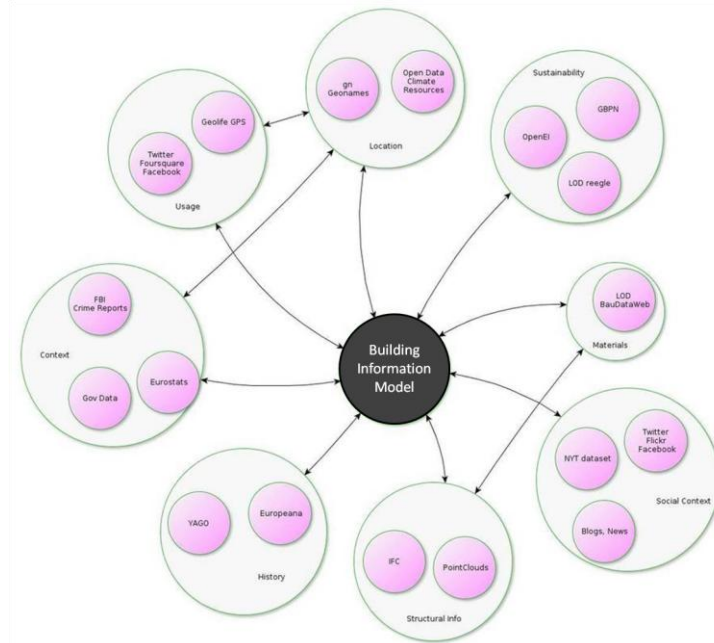 gn
Geonames
Open Data
Climate
Resources
Location
Geolife GPS
Twitter
Foursquare
Facebook
Usage
Sustainability
GBPN
OpenEI
LOD reegle
FBI
Crime Reports
Context
Gov Data
Eurostats
Building
Information
Model
LOD
BauDataWeb
Materials
Twitter
Flickr
Facebook
NYT dataset
Social Context
Blogs, News
YAGO
Europeana
History
IFC
PointClouds
Structural Info